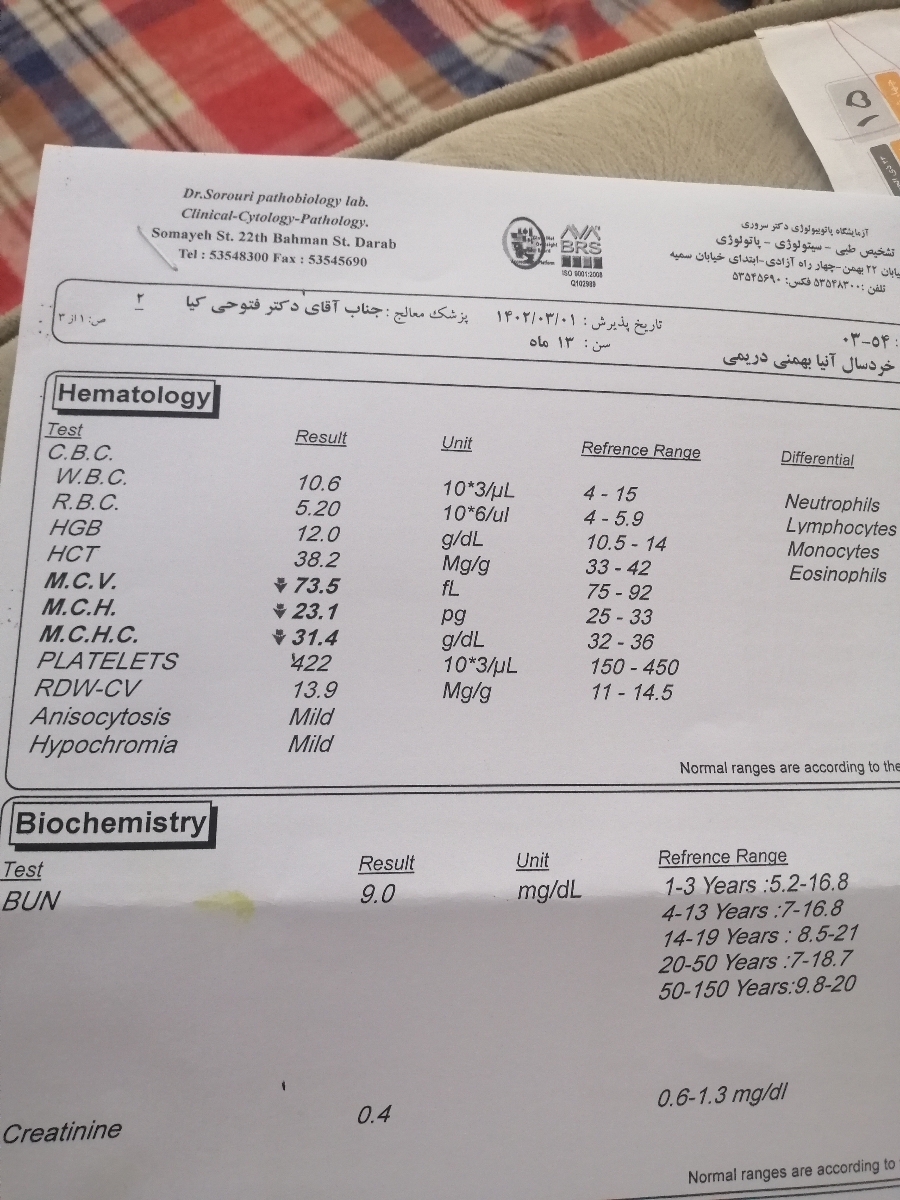 Dr.Sorouri pathobiology lab.
Clinical-Cytology-Pathology.
Somayeh St. 22th Bahman St. Darab
Tel : 53548300 Fax : 53545690
BRS
ISO 9001:2008
Q102989
آزمایشگاه پاتوبیولوژی دکتر سروری
تشخیص طبی - سیتولوژی - پاتولوژی
یابان ۲۲ بهمن-چهار راه آزادی-ابتدای خیابان سمیه
تلفن :۵۳۵۴۸۳۰۰ فکس: ۵۳۵۴۵۶۹۰
: ۰۳-۵۴
تاریخ پذیرش : ۱۴۰۲/۰۳/۰۱
پزشک معالج : جناب آقای دکتر فتوحی کیا
۲
ص: ۱ از ۳
خردسال آنیا بهمنی دریمی
سن : ۱۳ ماه
Hematology
Test Result Unit Refrence Range Differential
C.B.C.
W.B.C. 10.6 10*3/µL 4 - 15 Neutrophils
R.B.C. 5.20 10*6/ul 4 - 5.9 Lymphocytes
HGB 12.0 g/dL 10.5 - 14 Monocytes
HCT 38.2 Mg/g 33 - 42 Eosinophils
M.C.V. 73.5 fL 75 - 92
M.C.H. 23.1 pg 25 - 33
M.C.H.C. 31.4 g/dL 32 - 36
PLATELETS 422 10*3/µL 150 - 450
RDW-CV 13.9 Mg/g 11 - 14.5
Anisocytosis Mild
Hypochromia Mild
Normal ranges are according to the
Biochemistry
Test Result Unit Refrence Range
BUN 9.0 mg/dL 1-3 Years :5.2-16.8
4-13 Years :7-16.8
14-19 Years : 8.5-21
20-50 Years :7-18.7
50-150 Years:9.8-20
Creatinine 0.4 0.6-1.3 mg/dl
Normal ranges are according to